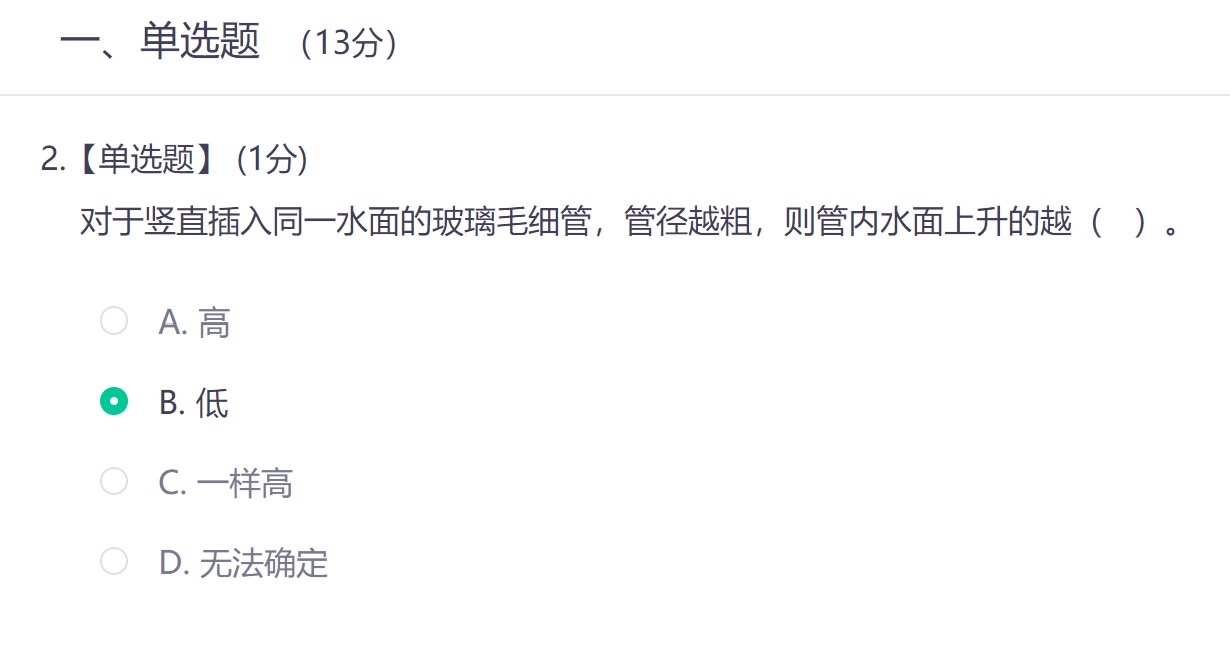 一、单选题 （13分）
2.【单选题】 (1分)
对于竖直插入同一水面的玻璃毛细管，管径越粗，则管内水面上升的越（ ）。
A. 高
B. 低
C. 一样高
D. 无法确定